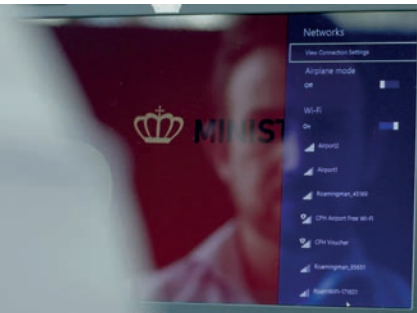 MINIST
Networks
View Connection Settings
Airplane mode
Off
Wi-Fi
On
Airport2
Airport1
Roamingman_45169
CPH Airport Free Wi-Fi
CPH Voucher